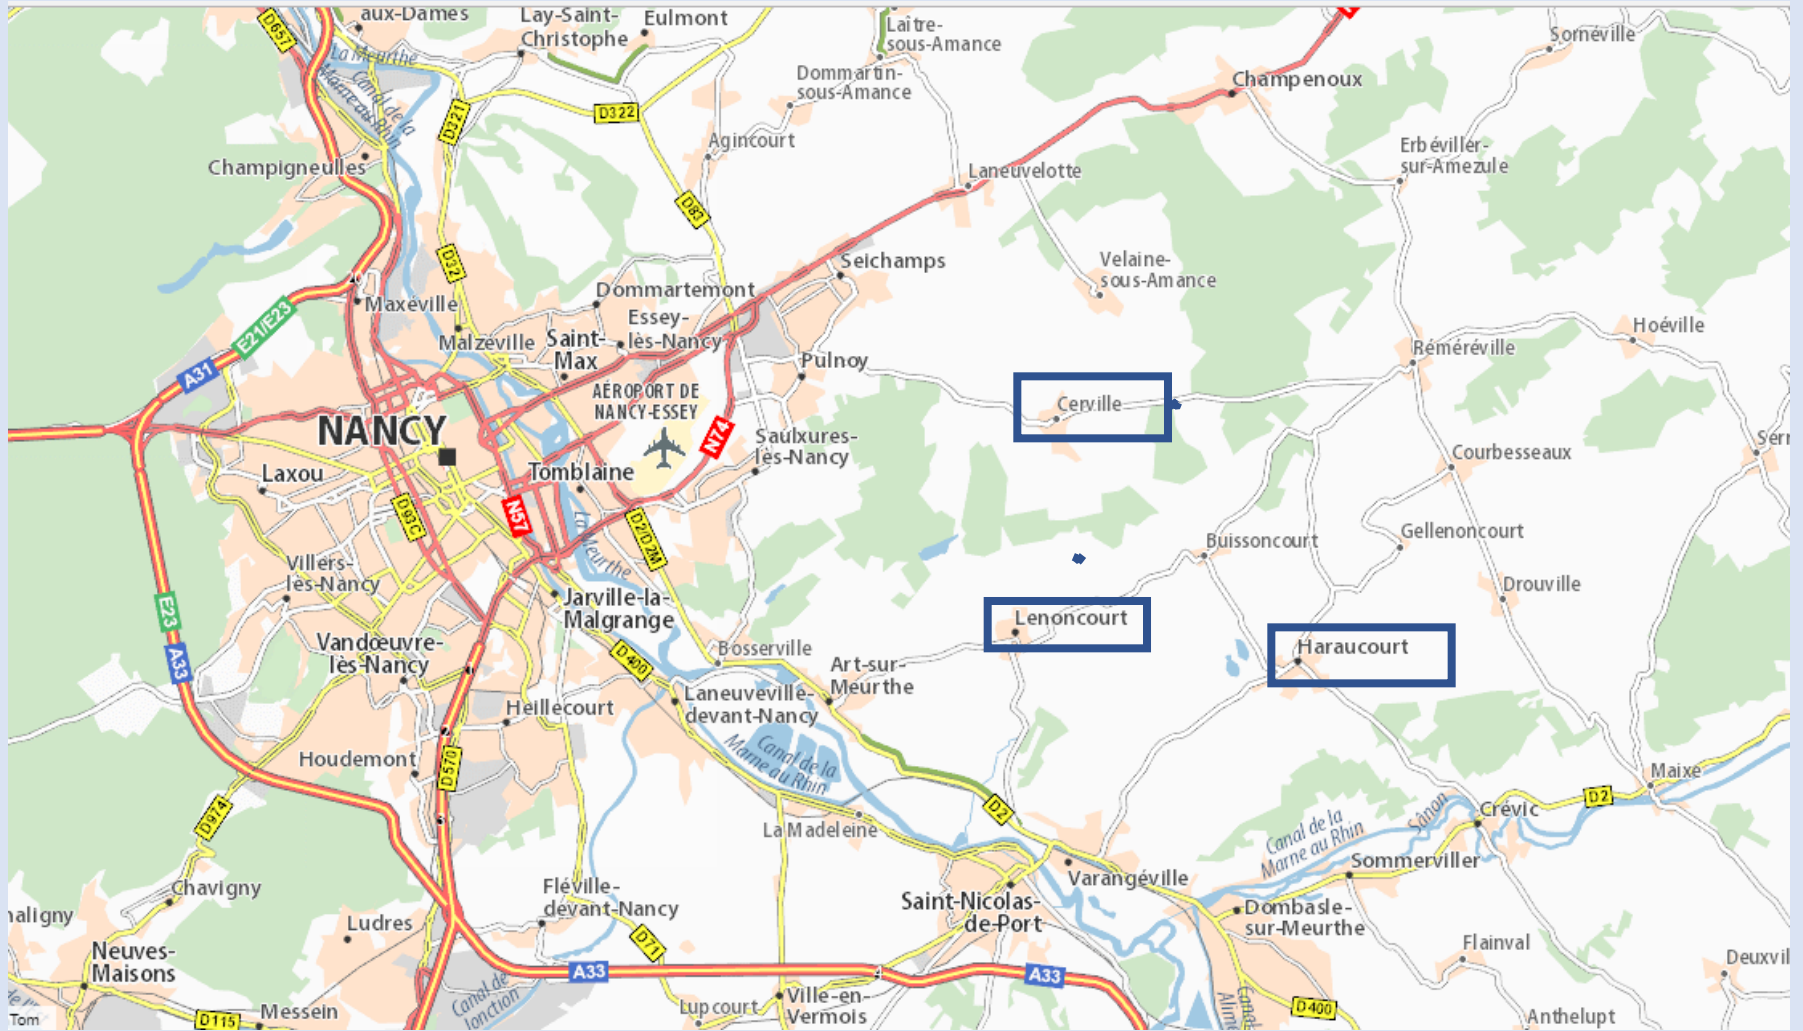 aux-Dames
Lay-Saint-
Christophe
Eulmont
Laître-
sous-Amance
Soméville
D657
La Meurthe
Canal de la
Marne au Rhin
Dommartin-
sous-Amance
Champenoux
D321
D322
Agincourt
Erbéviller-
sur-Amezule
Champigneulles
Laneuvelotte
D83
D32
Seichamps
Velaine-
sous-Amance
Dommartemont
Maxéville
E21/E23
Essey-
lès-Nancy
Malzéville
Saint-
Max
Hoéville
Réméréville
A31
Pulnoy
AÉROPORT DE
NANCY-ESSEY
Cerville
NANCY
N74
Saulxures-
lès-Nancy
Courbesseaux
Laxou
Tomblaine
D93C
N57
La Meurthe
D2/D2M
Buissoncourt
Gellenoncourt
Villers-
lès-Nancy
Drouville
E23
Jarville-la-
Malgrange
Lenoncourt
Vandœuvre-
lès-Nancy
Bosserville
Haraucourt
A33
D400
Art-sur-
Meurthe
Laneuveville-
devant-Nancy
Heillecourt
Houdemont
D570
Canal de la
Marne au Rhin
Maixe
D2
D2
D974
La Madeleine
Sânon
Crévic
Canal de la
Marne au Rhin
Sommerviller
Chavigny
Fléville-
devant-Nancy
Varangéville
Saint-Nicolas-
de-Port
Ludres
Dombasle-
sur-Meurthe
Neuves-
Maisons
D71
Flainval
A33
A33
Canal de
Jonction
Lupcourt
Ville-en-
Vermois
D400
Messein
D115
Anthelupt
Tom